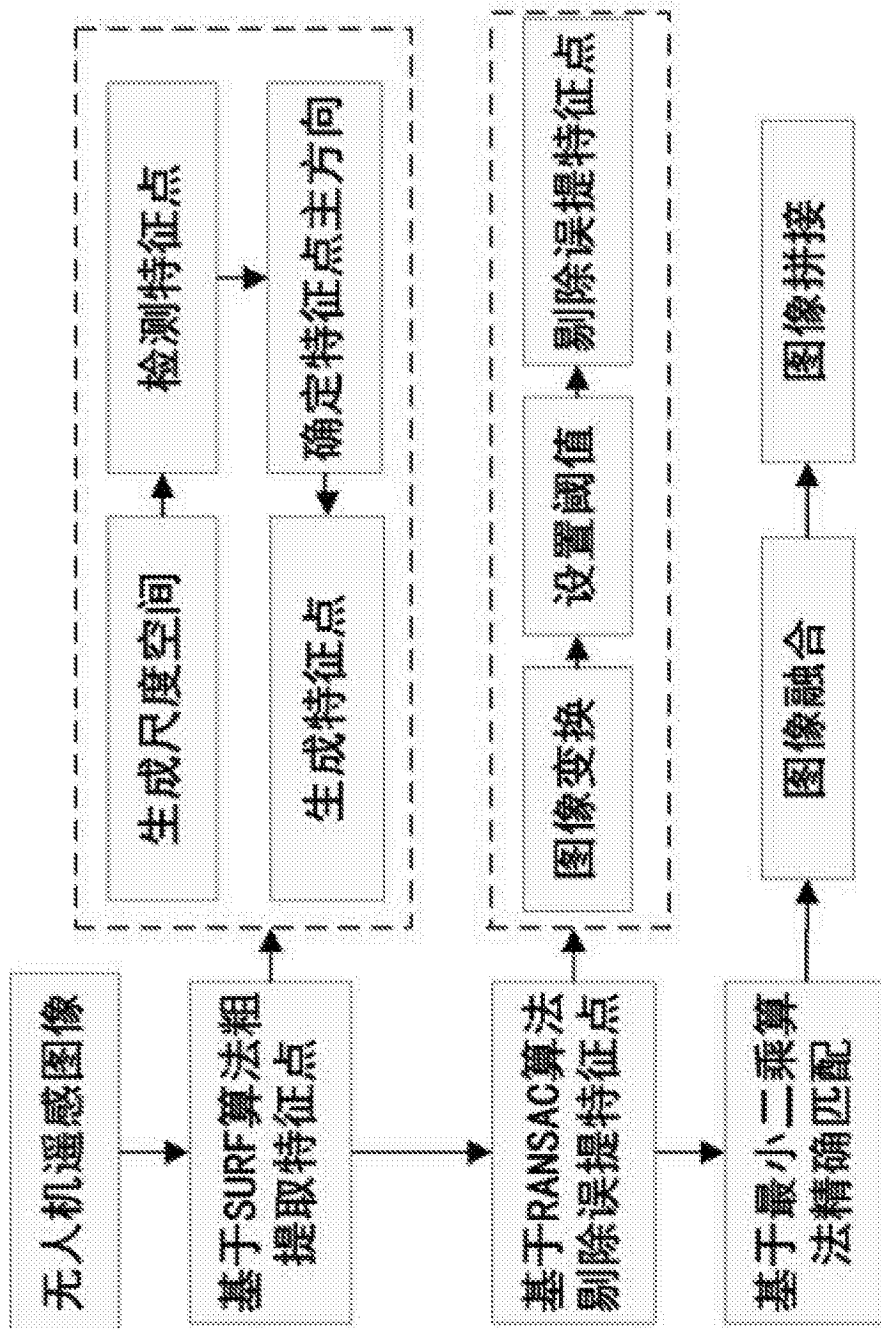 无人机遥感图像
基于SURF算法粗
提取特征点
生成尺度空间
检测特征点
确定特征点主方向
生成特征点
基于RANSAC算法
剔除误提特征点
图像变换
设置阈值
剔除误提特征点
基于最小二乘算
法精确匹配
图像融合
图像拼接